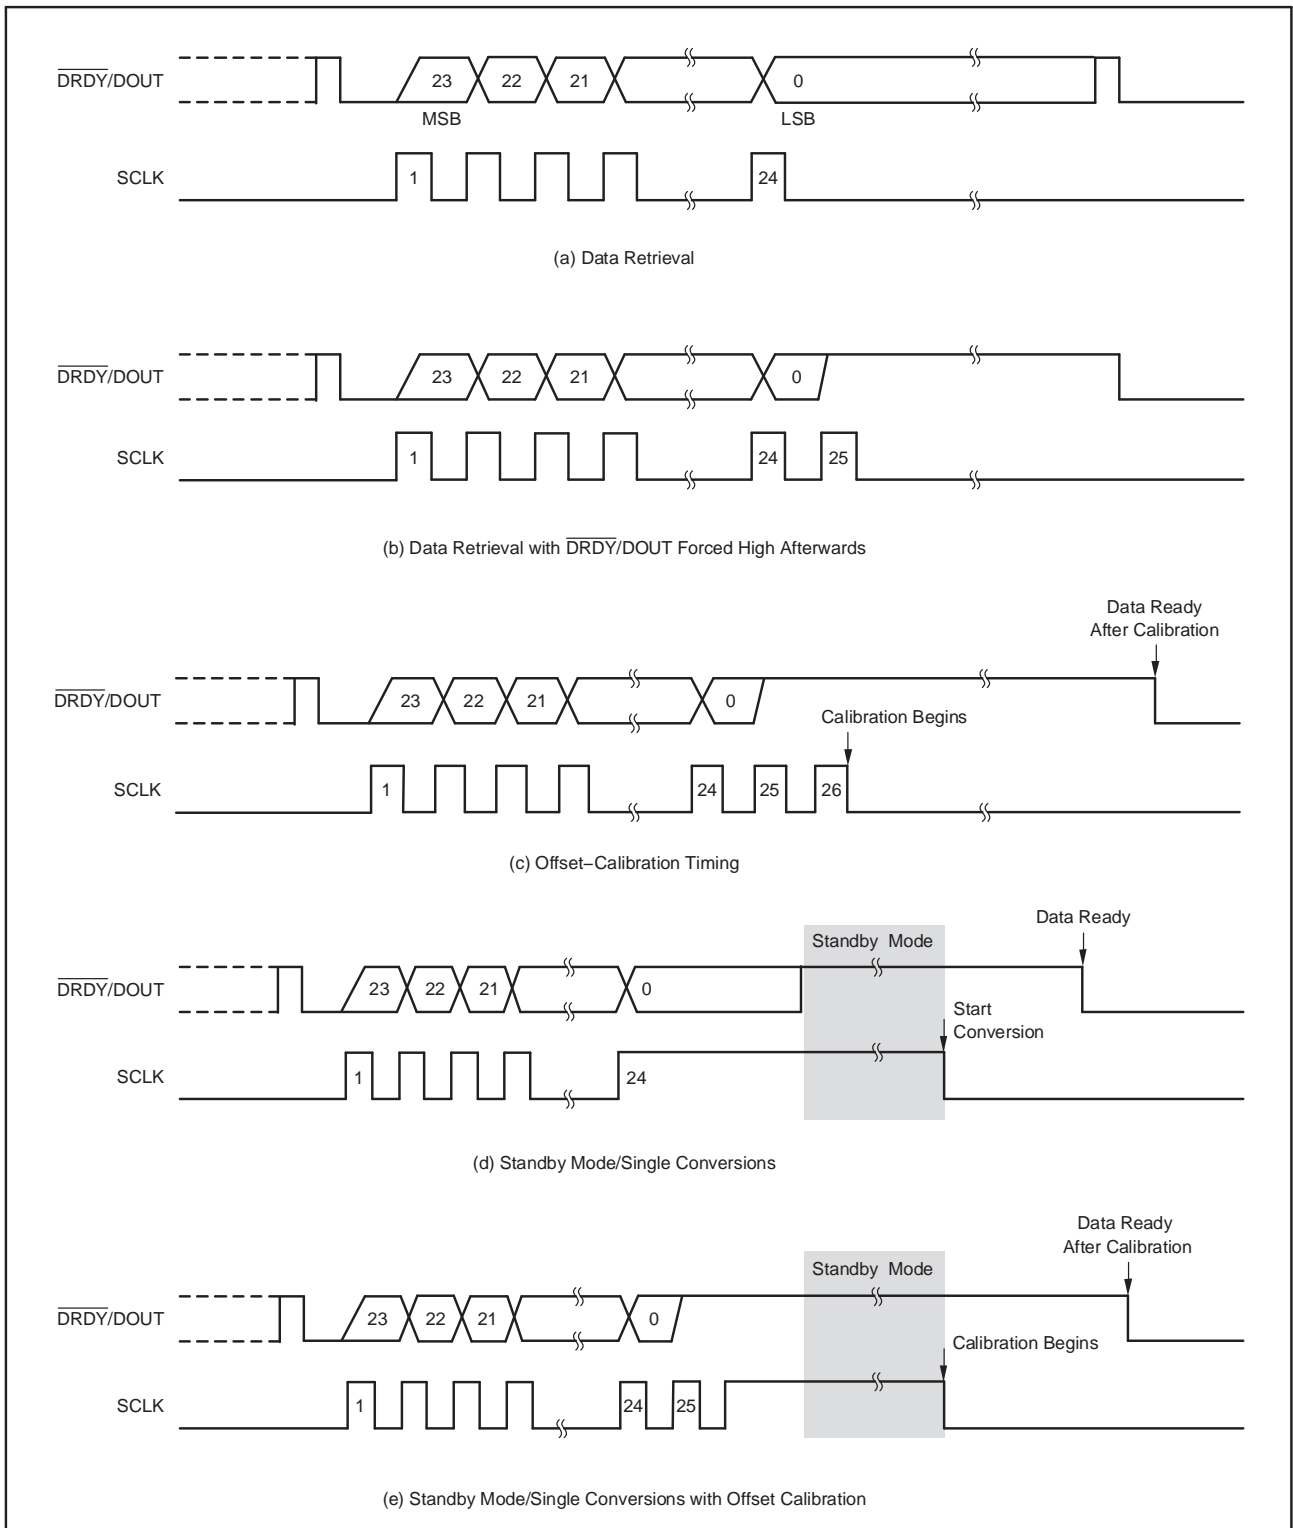 DRDY/DOUT
23 22 21 0
MSB LSB
SCLK
1 24
(a) Data Retrieval
DRDY/DOUT
23 22 21 0
SCLK
1 24 25
(b) Data Retrieval with DRDY/DOUT Forced High Afterwards
Data Ready
After Calibration
DRDY/DOUT
23 22 21 0
Calibration Begins
SCLK
1 24 25 26
(c) Offset−Calibration Timing
Data Ready
Standby Mode
DRDY/DOUT
23 22 21 0
Start
Conversion
SCLK
1 24
(d) Standby Mode/Single Conversions
Data Ready
After Calibration
Standby Mode
DRDY/DOUT
23 22 21 0
Calibration Begins
SCLK
1 24 25
(e) Standby Mode/Single Conversions with Offset Calibration